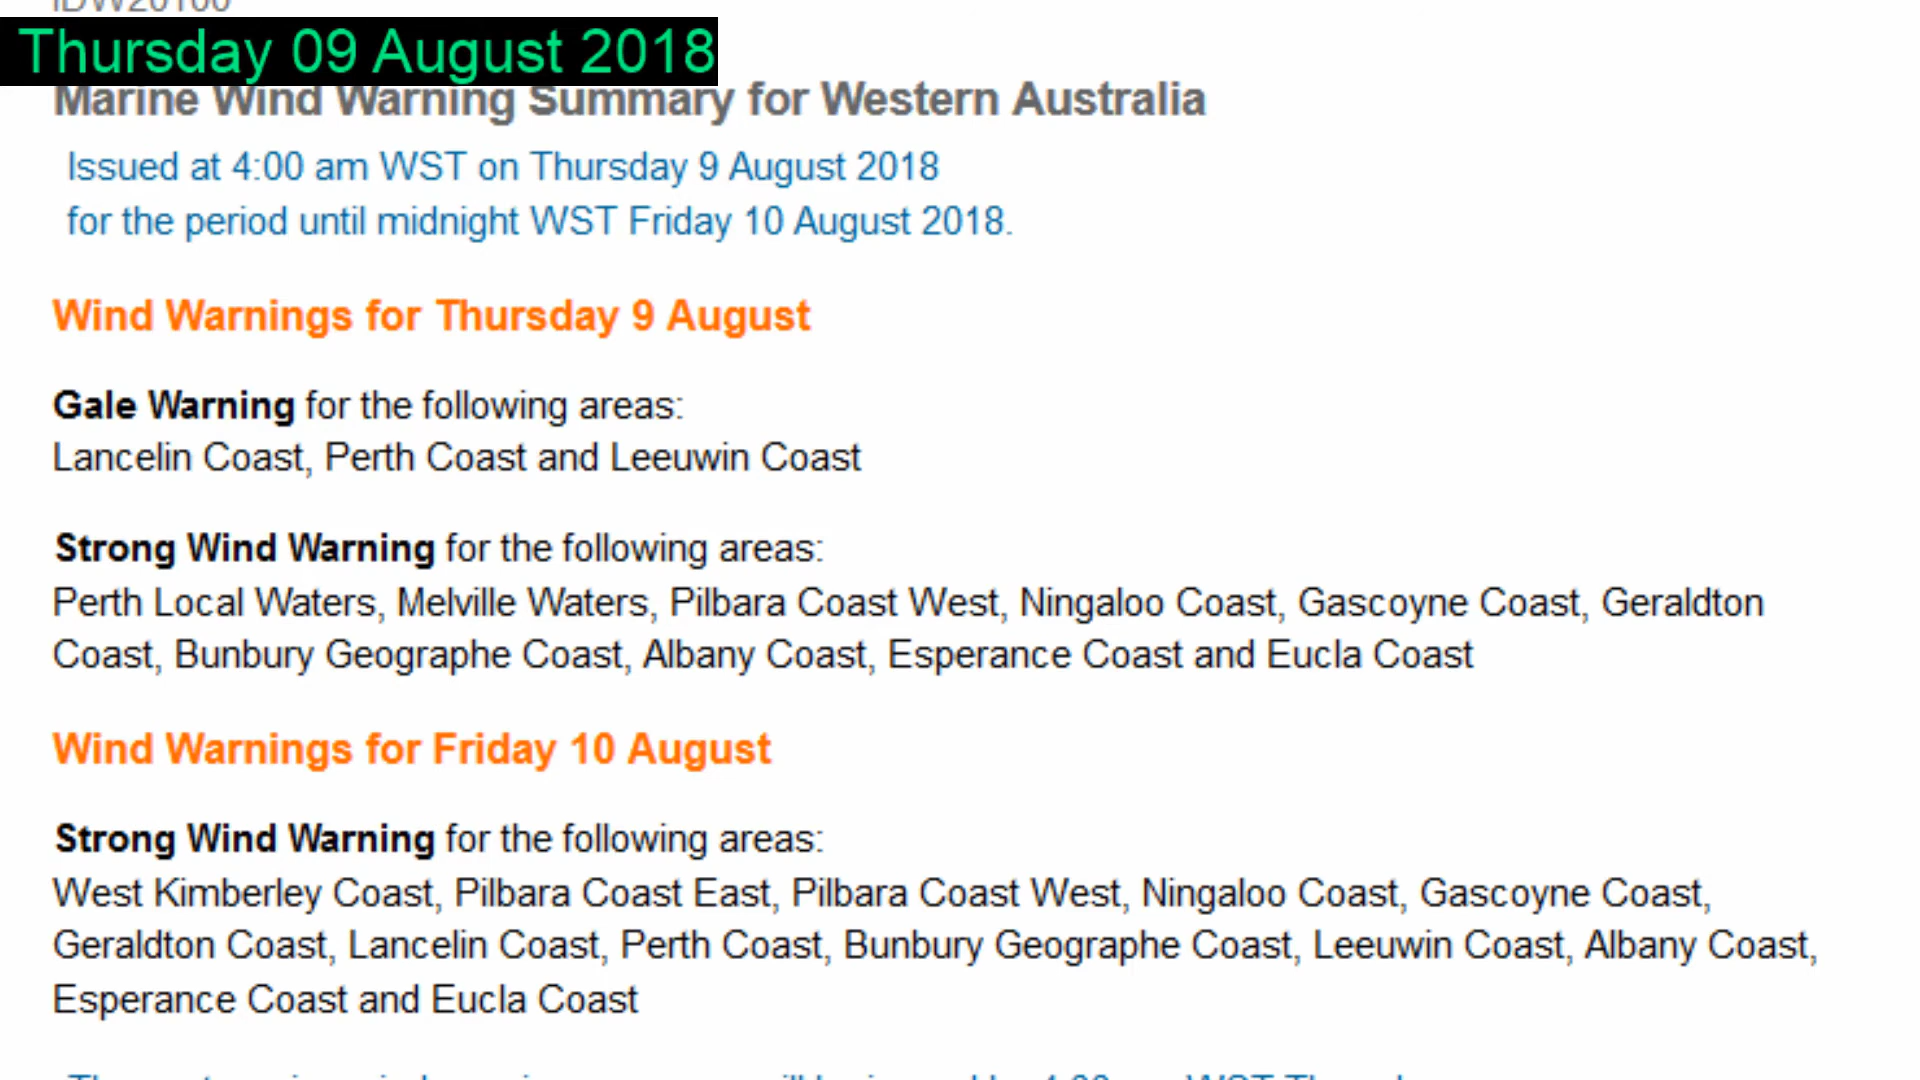 Thursday 09 August 2018
Marine Wind Warning Summary for Western Australia
Issued at 4:00 am WST on Thursday 9 August 2018
for the period until midnight WST Friday 10 August 2018.
Wind Warnings for Thursday 9 August
Gale Warning for the following areas:
Lancelin Coast, Perth Coast and Leeuwin Coast
Strong Wind Warning for the following areas:
Perth Local Waters, Melville Waters, Pilbara Coast West, Ningaloo Coast, Gascoyne Coast, Geraldton
Coast, Bunbury Geographe Coast, Albany Coast, Esperance Coast and Eucla Coast
Wind Warnings for Friday 10 August
Strong Wind Warning for the following areas:
West Kimberley Coast, Pilbara Coast East, Pilbara Coast West, Ningaloo Coast, Gascoyne Coast,
Geraldton Coast, Lancelin Coast, Perth Coast, Bunbury Geographe Coast, Leeuwin Coast, Albany Coast,
Esperance Coast and Eucla Coast